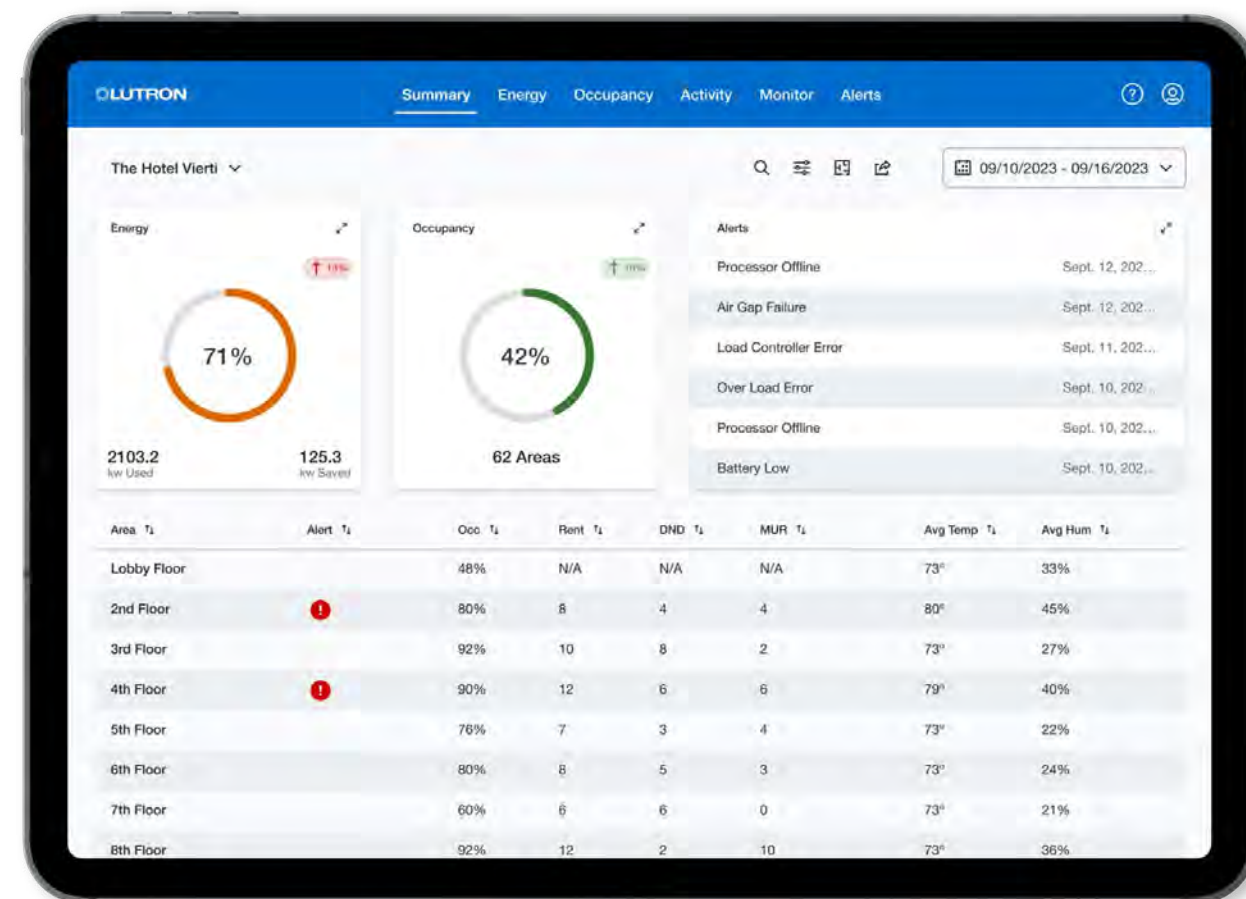 LUTRON
Summary Energy Occupancy Activity Monitor Alerts
The Hotel Vierti
09/10/2023 - 09/16/2023
Energy
71%
2103.2
kw Used
125.3
kw Saved
Occupancy
42%
62 Areas
Alerts
Processor Offline Sept. 12, 202...
Air Gap Failure Sept. 12, 202...
Load Controller Error Sept. 11, 202...
Over Load Error Sept. 10, 202...
Processor Offline Sept. 10, 202...
Battery Low Sept. 10, 202...
Area Alert Occ Rent DND MUR Avg Temp Avg Hum
Lobby Floor 48% N/A N/A N/A 73° 33%
2nd Floor ! 80% 8 4 4 80° 45%
3rd Floor 92% 10 8 2 73° 27%
4th Floor ! 90% 12 6 6 79° 40%
5th Floor 76% 7 3 4 73° 22%
6th Floor 80% 8 5 3 73° 24%
7th Floor 60% 6 6 0 73° 21%
8th Floor 92% 12 2 10 73° 36%